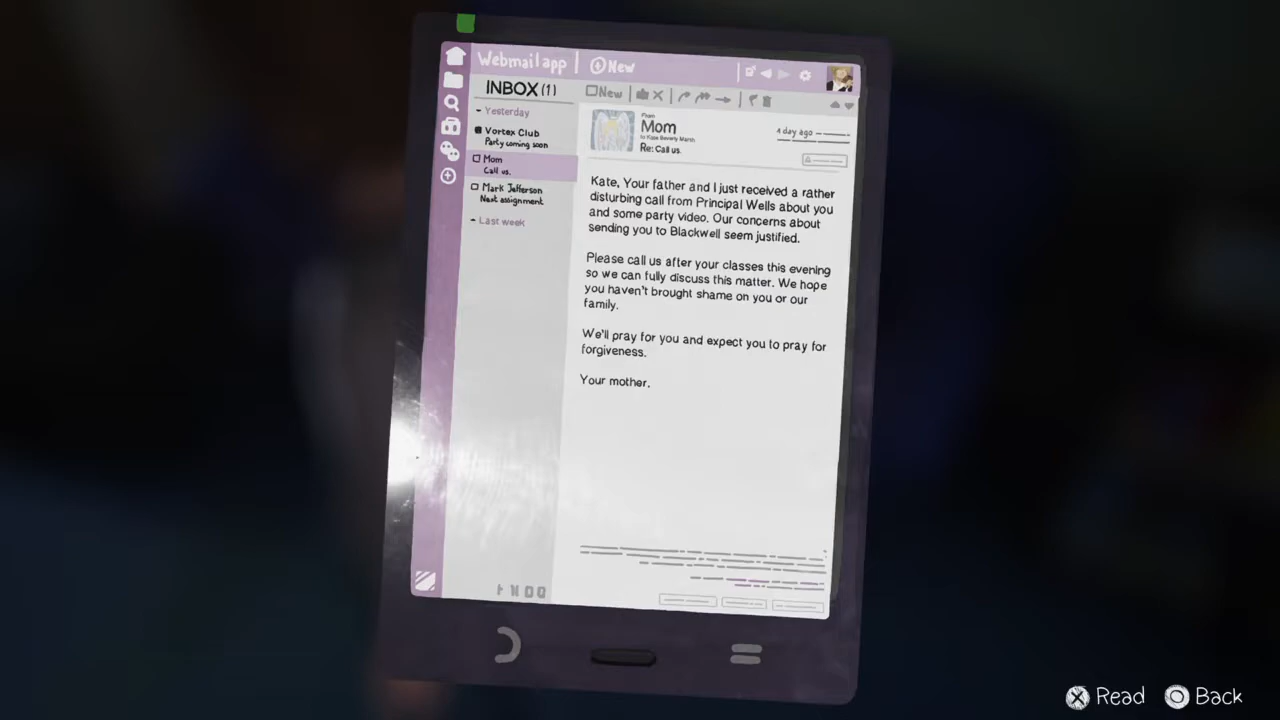 Webmail app
New
INBOX (1)
Yesterday
Vortex Club
Party coming soon
Mom
Call us.
Mark Jefferson
Next assignment
Last week
New
From
Mom
to Kate Beverly Marsh
Re: Call us.
1 day ago
Kate, Your father and I just received a rather
disturbing call from Principal Wells about you
and some party video. Our concerns about
sending you to Blackwell seem justified.
Please call us after your classes this evening
so we can fully discuss this matter. We hope
you haven't brought shame on you or our
family.
We'll pray for you and expect you to pray for
forgiveness.
Your mother.
Read
Back